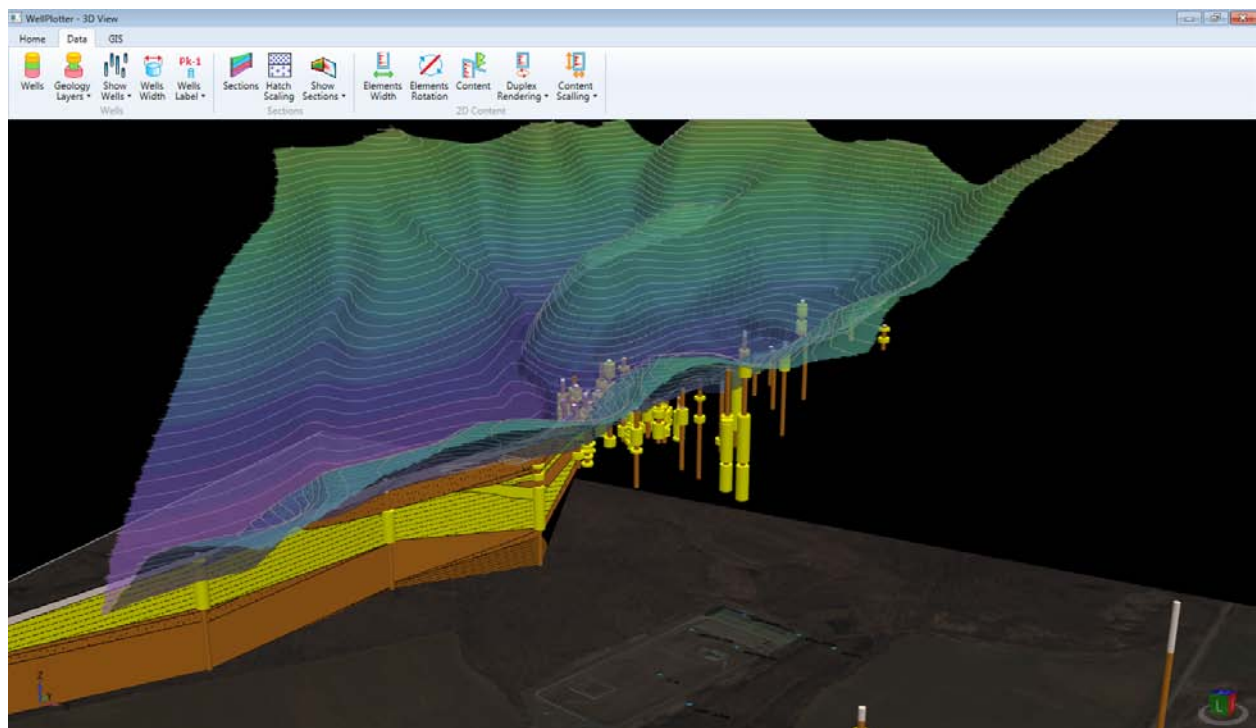 WellPlotter - 3D View
Home Data GIS
Wells
Geology Layers
Show Wells
Wells Width
Pk-1
Wells Label
Sections
Hatch Scaling
Show Sections
Elements Width
Elements Rotation
Content
Duplex Rendering
Content Scalling
Wells
Sections
2D Content
Z
Y
L